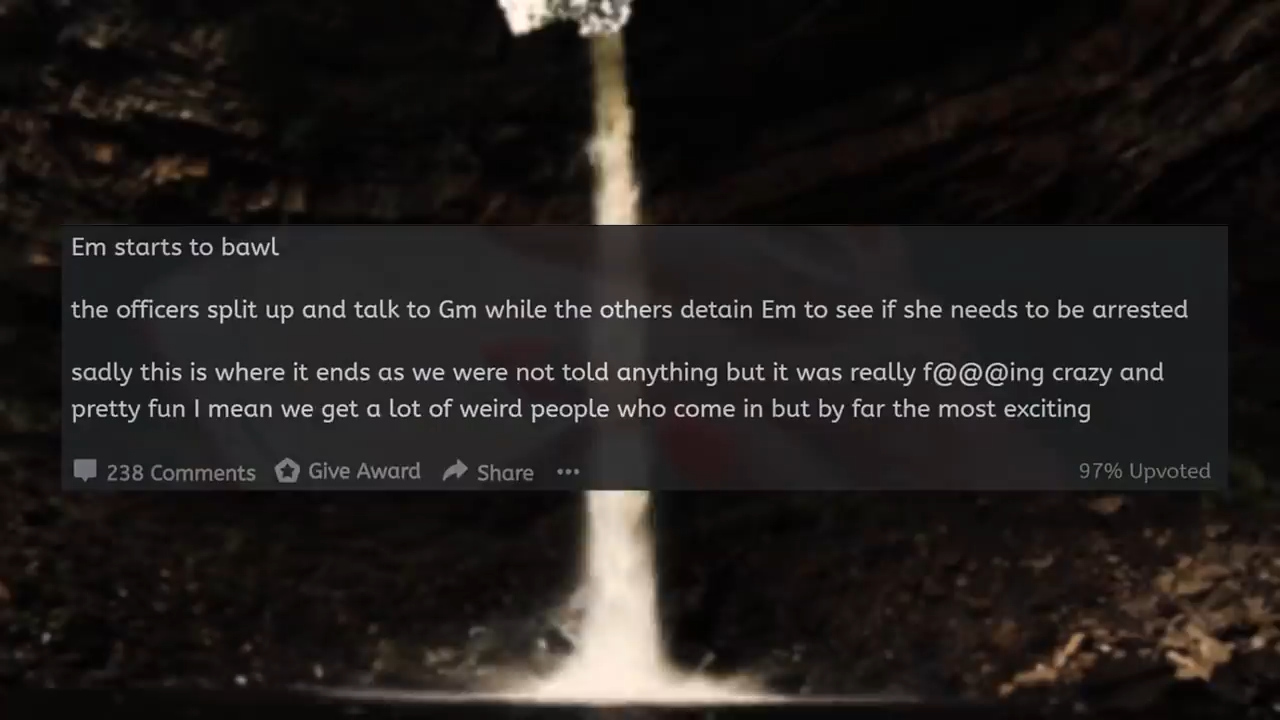 Em starts to bawl
the officers split up and talk to Gm while the others detain Em to see if she needs to be arrested
sadly this is where it ends as we were not told anything but it was really f@@@ing crazy and
pretty fun I mean we get a lot of weird people who come in but by far the most exciting
238 Comments Give Award Share ••• 97% Upvoted